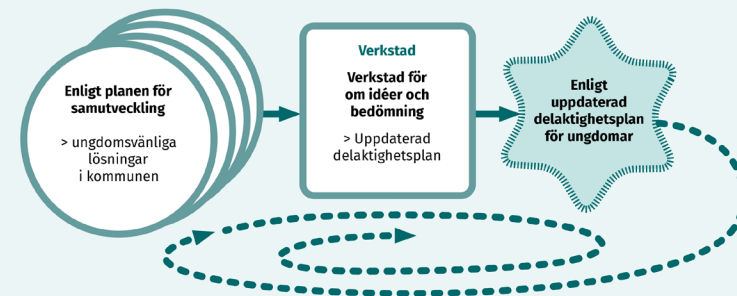 Enligt planen för
samutveckling
> ungdomsvänliga
lösningar
i kommunen
Verkstad
Verkstad för
om idéer och
bedömning
> Uppdaterad
delaktighetsplan
Enligt
uppdaterad
delaktighetsplan
för ungdomar